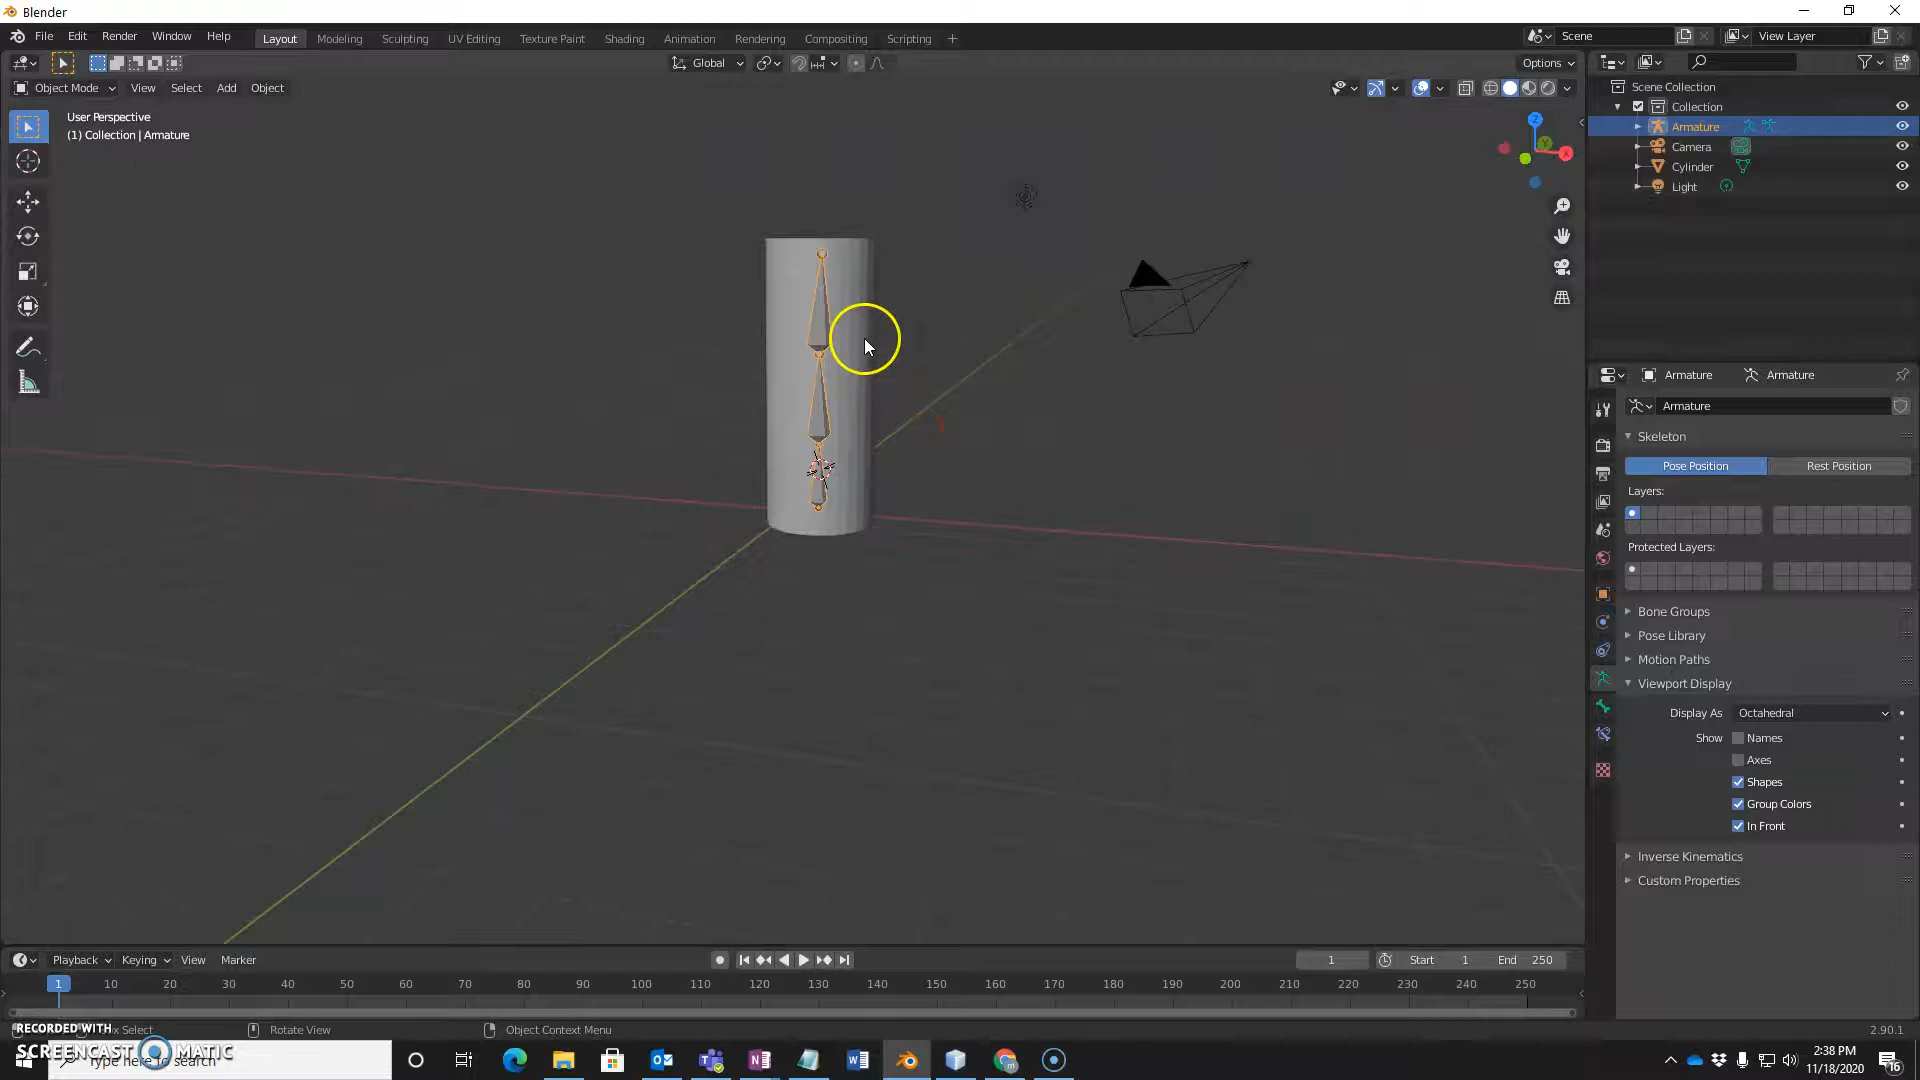 Blender
File Edit Render Window Help Layout Modeling Sculpting UV Editing Texture Paint Shading Animation Rendering Compositing Scripting Scene View Layer
Global Options
Object Mode View Select Add Object
User Perspective
(1) Collection | Armature
Z
Y
X
Scene Collection
Collection
Armature
Camera
Cylinder
Light
Armature Armature
Armature
Skeleton
Pose Position Rest Position
Layers:
Protected Layers:
Bone Groups
Pose Library
Motion Paths
Viewport Display
Display As Octahedral
Show Names
Axes
Shapes
Group Colors
In Front
Inverse Kinematics
Custom Properties
Playback Keying View Marker 1 Start 1 End 250
1 10 20 30 40 50 60 70 80 90 100 110 120 130 140 150 160 170 180 190 200 210 220 230 240 250
Select Rotate View Object Context Menu 2.90.1
RECORDED WITH
SCREENCAST MATIC
Type here to search
2:38 PM
11/18/2020
16